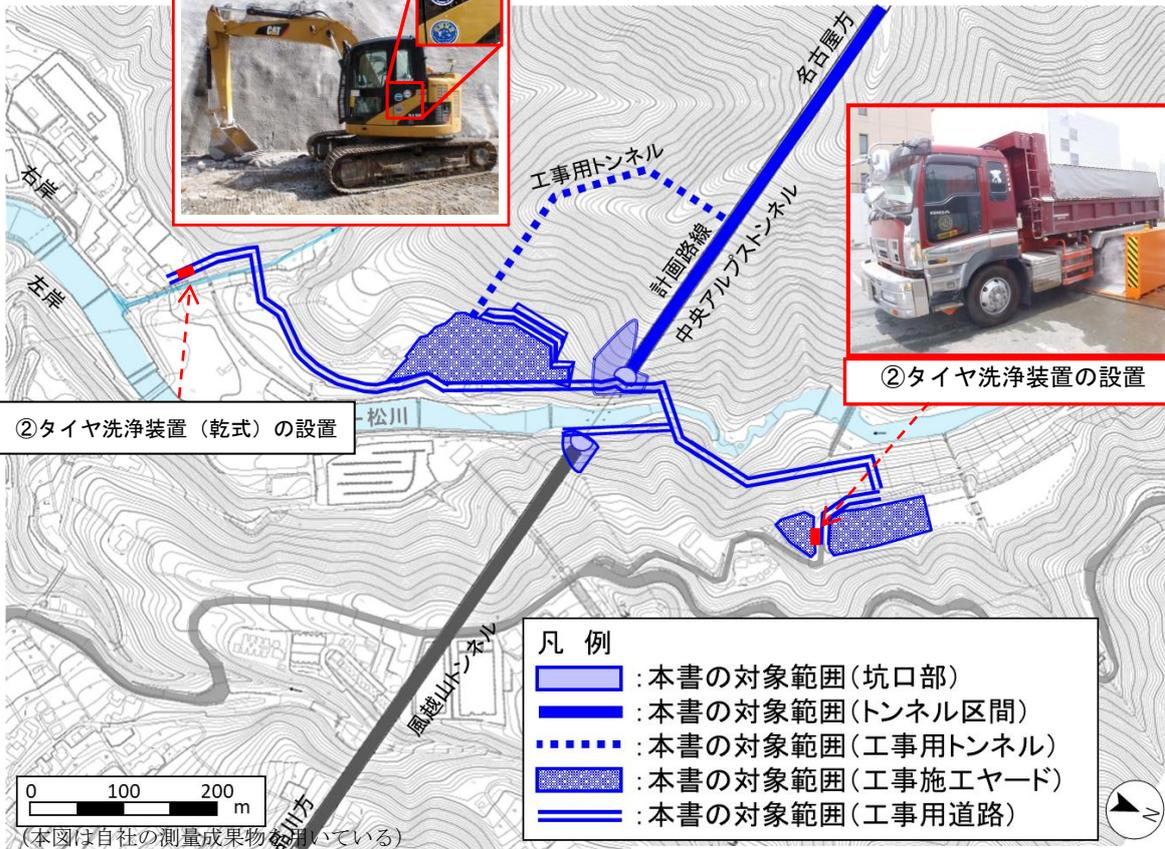 CAT
名古屋方
工事用トンネル
計画路線
中央アルプストンネル
右岸
左岸
GIGA
②タイヤ洗浄装置の設置
②タイヤ洗浄装置（乾式）の設置
松川
風越山トンネル
品川方
凡 例
：本書の対象範囲（坑口部）
：本書の対象範囲（トンネル区間）
：本書の対象範囲（工事用トンネル）
：本書の対象範囲（工事施工ヤード）
：本書の対象範囲（工事用道路）
0 100 200 m
（本図は自社の測量成果物を用いている）
N